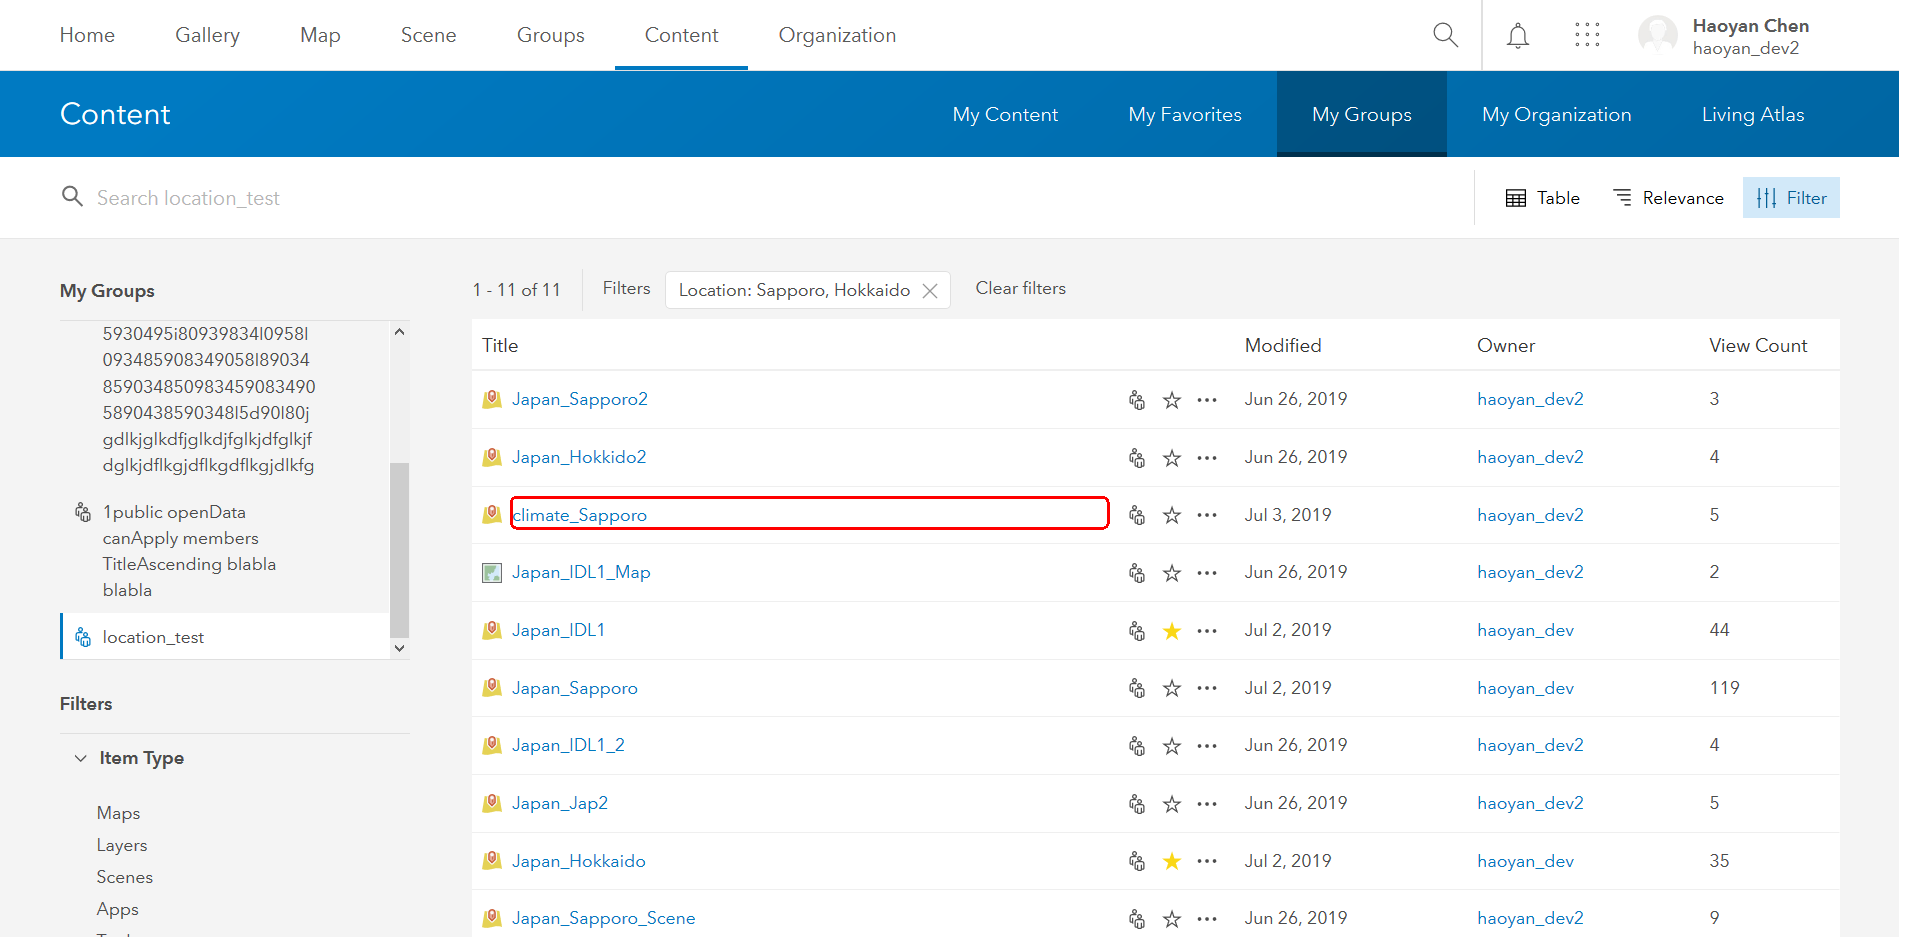 Home Gallery Map Scene Groups Content Organization
Haoyan Chen
haoyan_dev2
Content
My Content My Favorites My Groups My Organization Living Atlas
Search location_test
Table Relevance Filter
My Groups
5930495i80939834l0958l
093485908349058l89034
859034850983459083490
5890438590348l5d90l80j
gdlkjglkdfjglkdjfglkjdfglkjf
dglkjdflkgjdflkgdflkgjdlkfg
1public openData
canApply members
TitleAscending blabla
blabla
location_test
Filters
Item Type
Maps
Layers
Scenes
Apps
1 - 11 of 11 Filters Location: Sapporo, Hokkaido Clear filters
Title Modified Owner View Count
Japan_Sapporo2 Jun 26, 2019 haoyan_dev2 3
Japan_Hokkido2 Jun 26, 2019 haoyan_dev2 4
climate_Sapporo Jul 3, 2019 haoyan_dev2 5
Japan_IDL1_Map Jun 26, 2019 haoyan_dev2 2
Japan_IDL1 Jul 2, 2019 haoyan_dev 44
Japan_Sapporo Jul 2, 2019 haoyan_dev 119
Japan_IDL1_2 Jun 26, 2019 haoyan_dev2 4
Japan_Jap2 Jun 26, 2019 haoyan_dev2 5
Japan_Hokkaido Jul 2, 2019 haoyan_dev 35
Japan_Sapporo_Scene Jun 26, 2019 haoyan_dev2 9